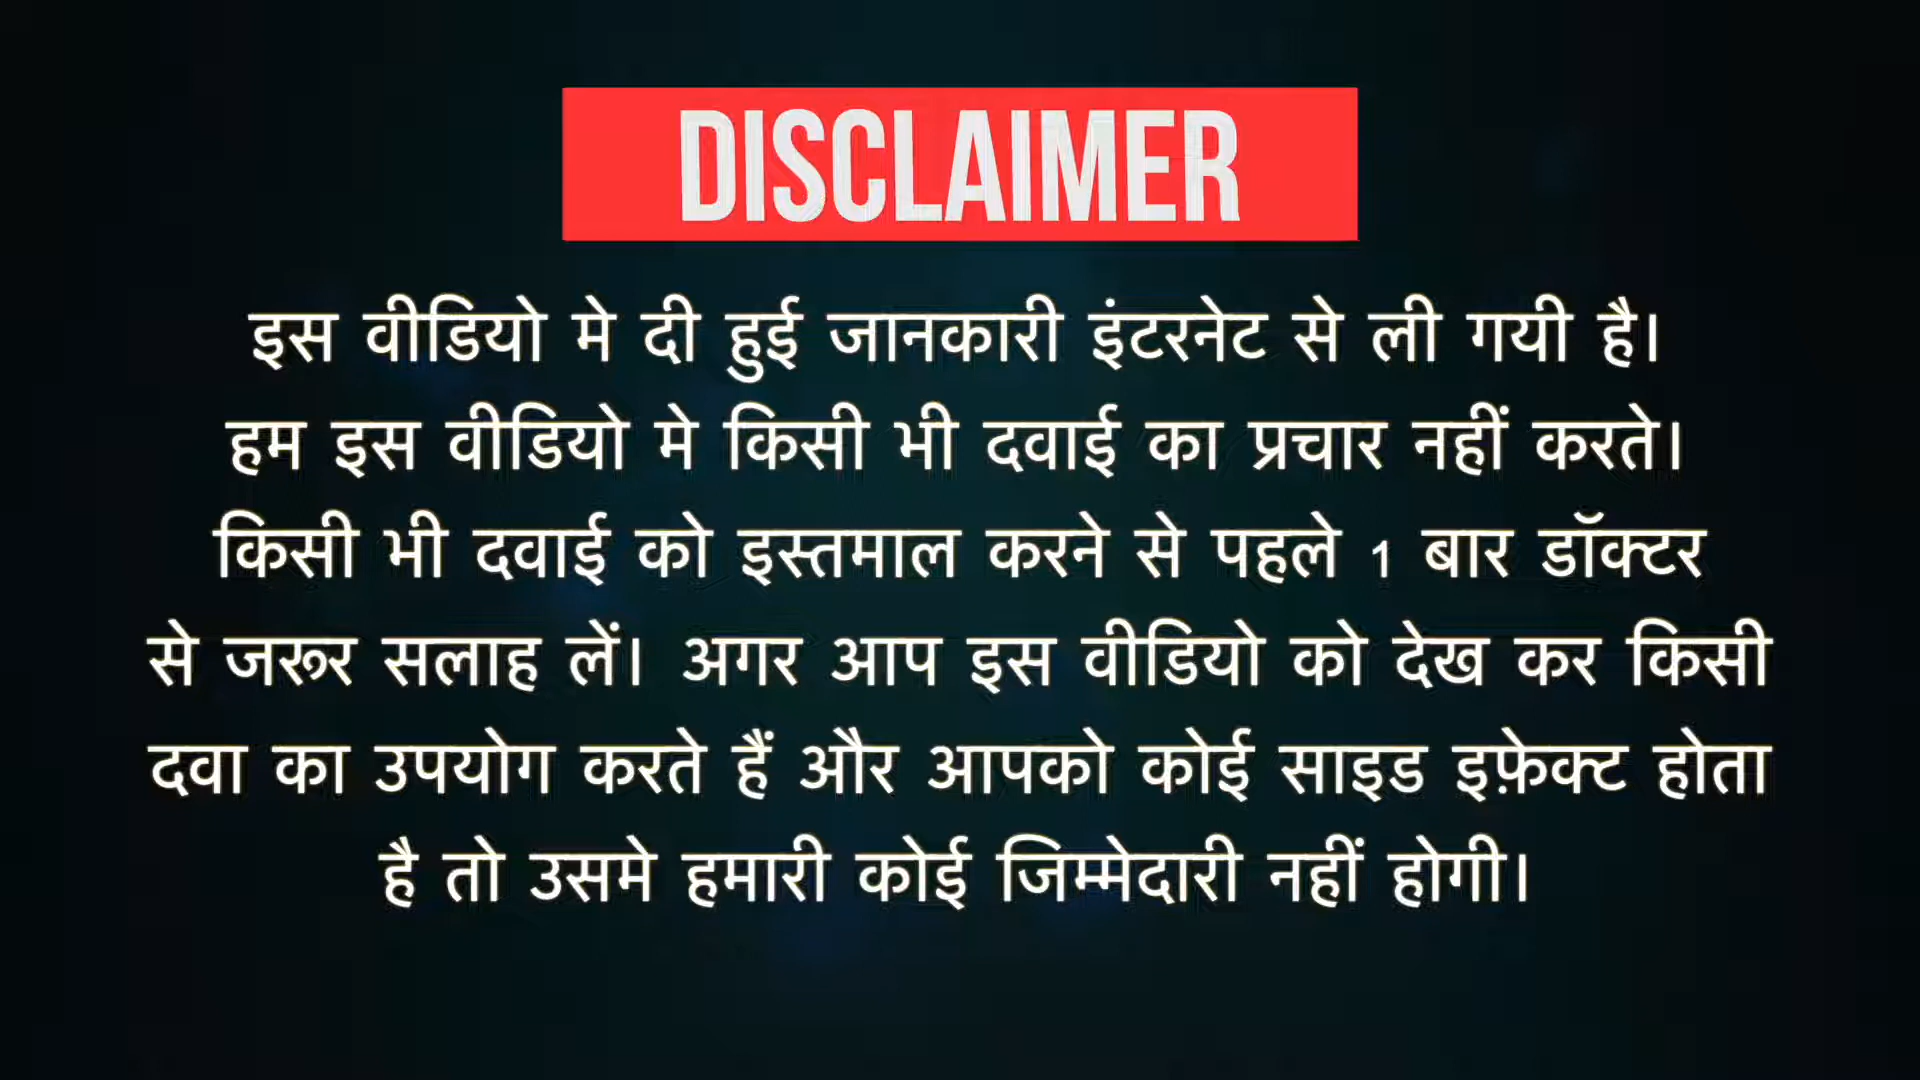 DISCLAIMER
इस वीडियो मे दी हुई जानकारी इंटरनेट से ली गयी है।
हम इस वीडियो मे किसी भी दवाई का प्रचार नहीं करते।
किसी भी दवाई को इस्तमाल करने से पहले 1 बार डॉक्टर
से जरूर सलाह लें। अगर आप इस वीडियो को देख कर किसी
दवा का उपयोग करते हैं और आपको कोई साइड इफ़ेक्ट होता
है तो उसमे हमारी कोई जिम्मेदारी नहीं होगी।